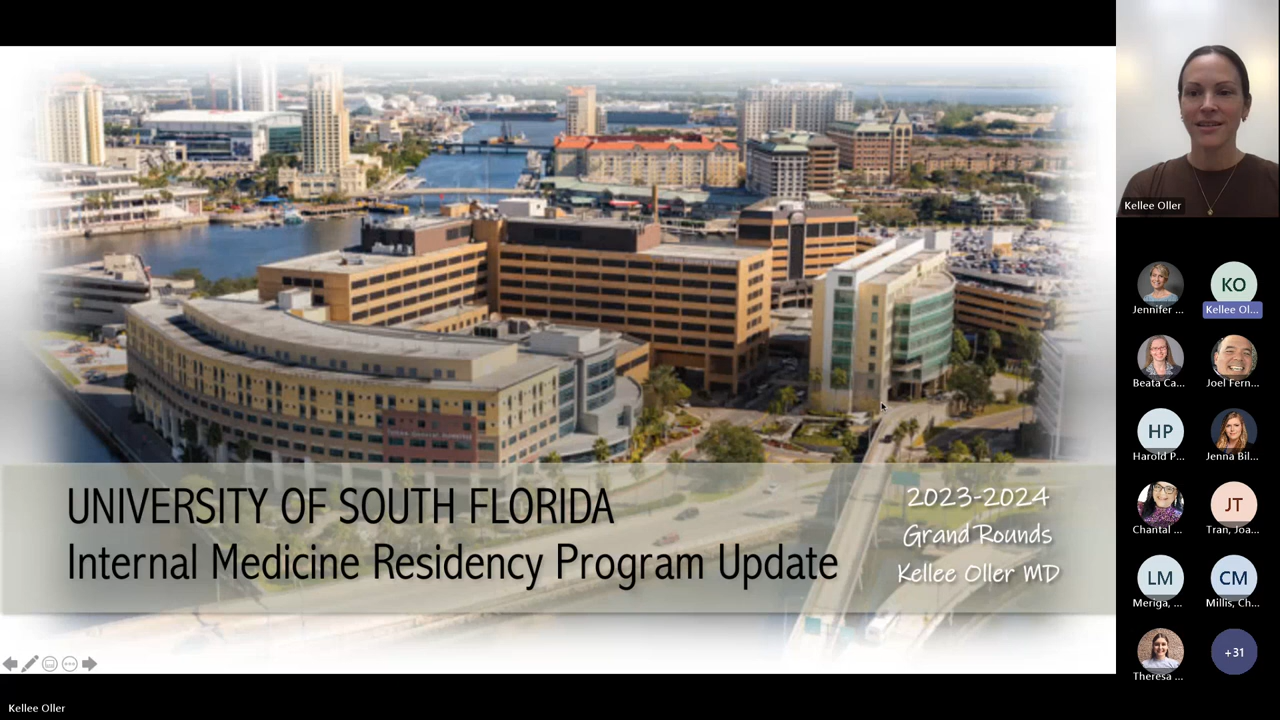 UNIVERSITY OF SOUTH FLORIDA
Internal Medicine Residency Program Update
2023-2024
Grand Rounds
Kellee Oller MD
Kellee Oller
Jennifer ...
KO
Kellee Ol...
Beata Ca...
Joel Fern...
HP
Harold P...
Jenna Bil...
Chantal ...
JT
Tran, Joa...
LM
Meriga, ...
CM
Millis, Ch...
Theresa ...
+31
Kellee Oller